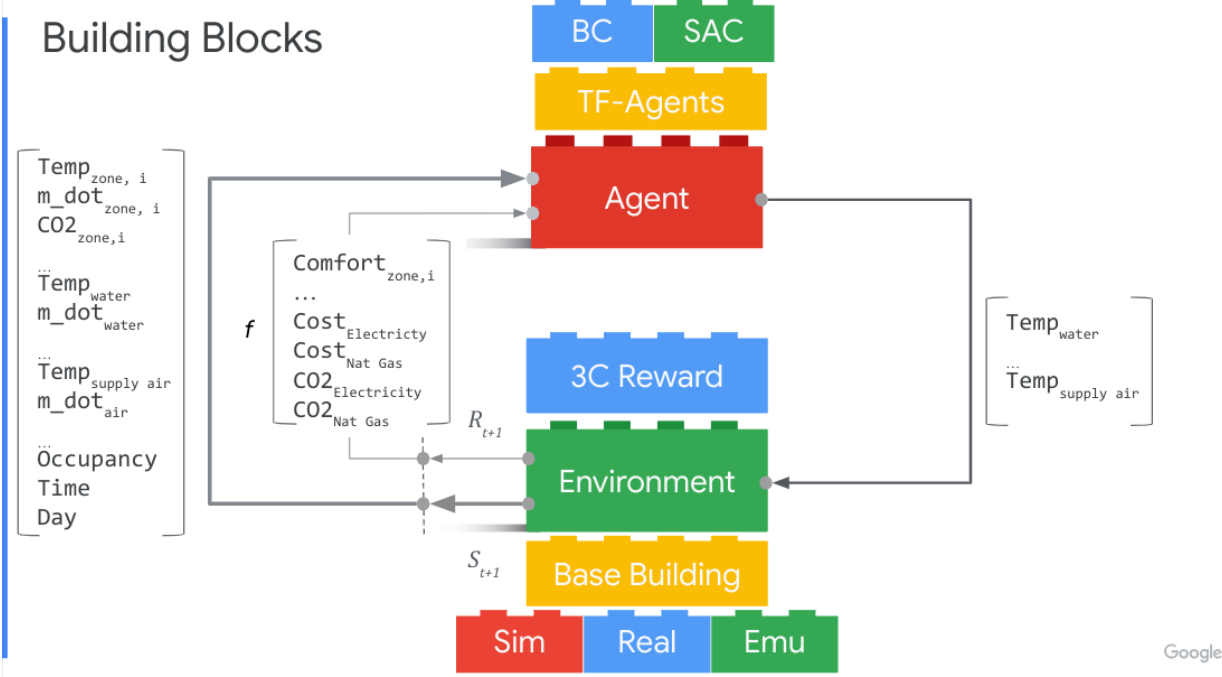 Building Blocks
BC
SAC
TF-Agents
Agent
Temp zone, i
m_dot zone, i
CO2 zone,i
...
Temp water
m_dot water
...
Temp supply air
m_dot air
...
Occupancy
Time
Day
f
Comfort zone,i
...
Cost Electricty
Cost Nat Gas
CO2 Electricity
CO2 Nat Gas
R t+1
S t+1
3C Reward
Environment
Base Building
Sim
Real
Emu
Temp water
...
Temp supply air
Google